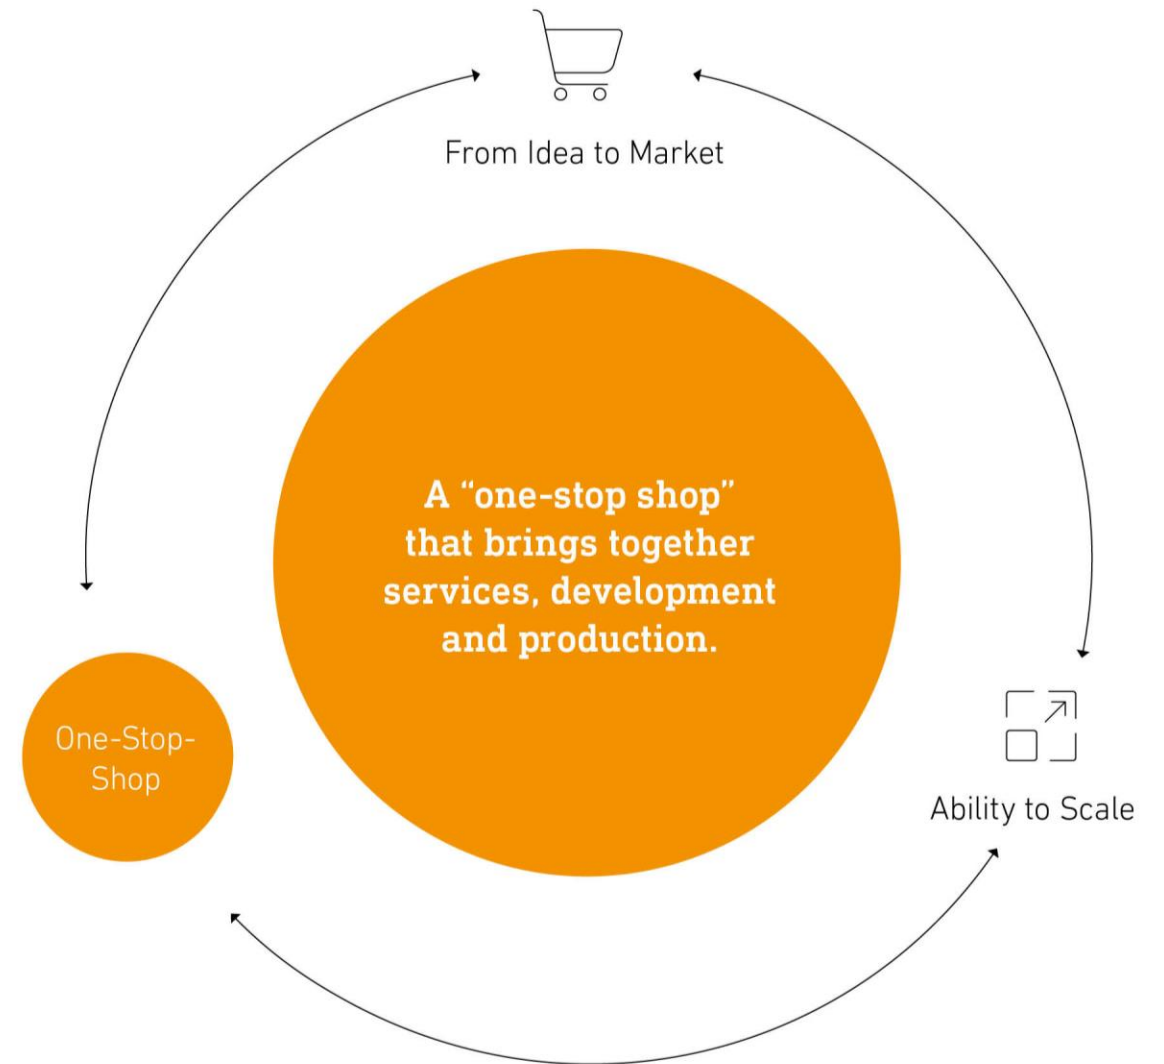 From Idea to Market
A “one-stop shop”
that brings together
services, development
and production.
One-Stop-
Shop
Ability to Scale